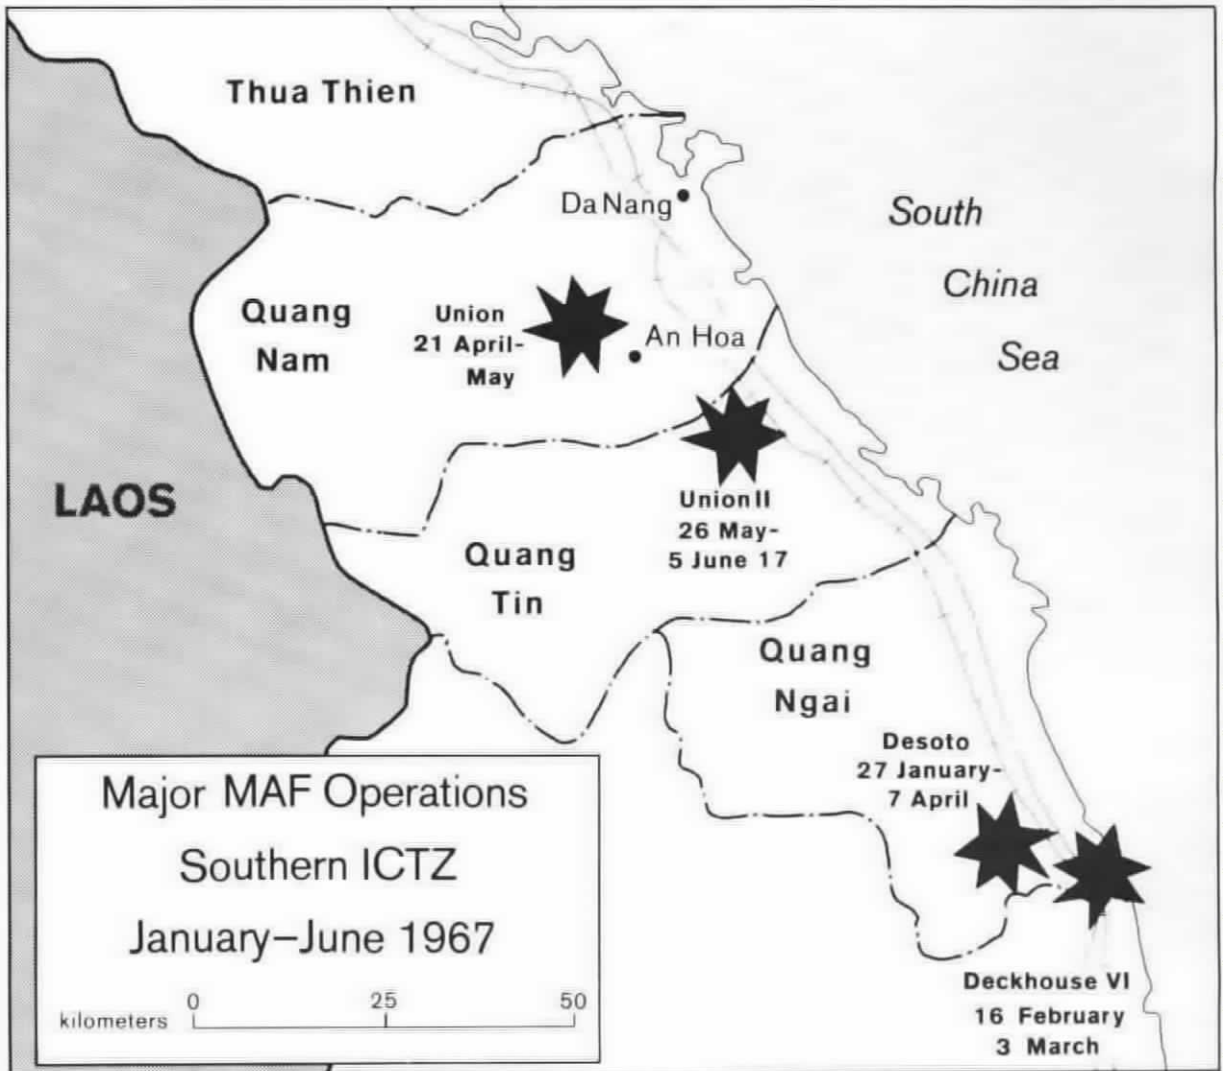 Thua Thien
Da Nang
South
China
Sea
Quang
Nam
Union
21 April-
May
An Hoa
LAOS
Union II
26 May-
5 June 17
Quang
Tin
Quang
Ngai
Desoto
27 January-
7 April
Major MAF Operations
Southern ICTZ
January–June 1967
0 25 50
kilometers
Deckhouse VI
16 February
3 March